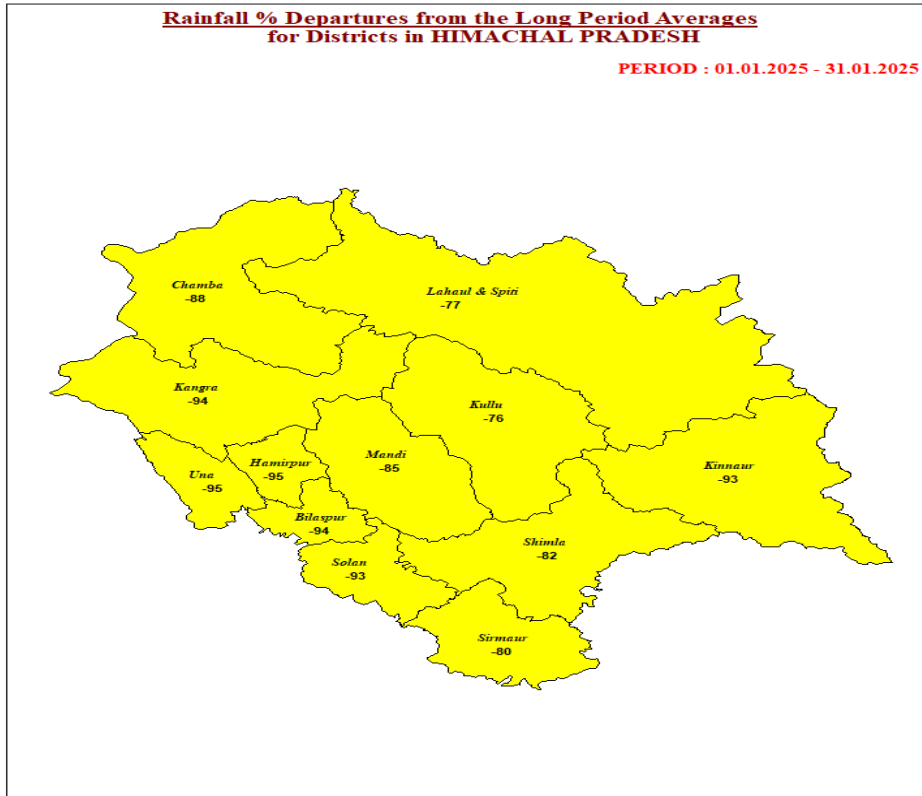 Rainfall % Departures from the Long Period Averages
for Districts in HIMACHAL PRADESH
PERIOD : 01.01.2025 - 31.01.2025
Chamba
-88
Lahaul & Spiti
-77
Kangra
-94
Kullu
-76
Mandi
-85
Hamirpur
-95
Una
-95
Kinnaur
-93
Bilaspur
-94
Shimla
-82
Solan
-93
Sirmaur
-80